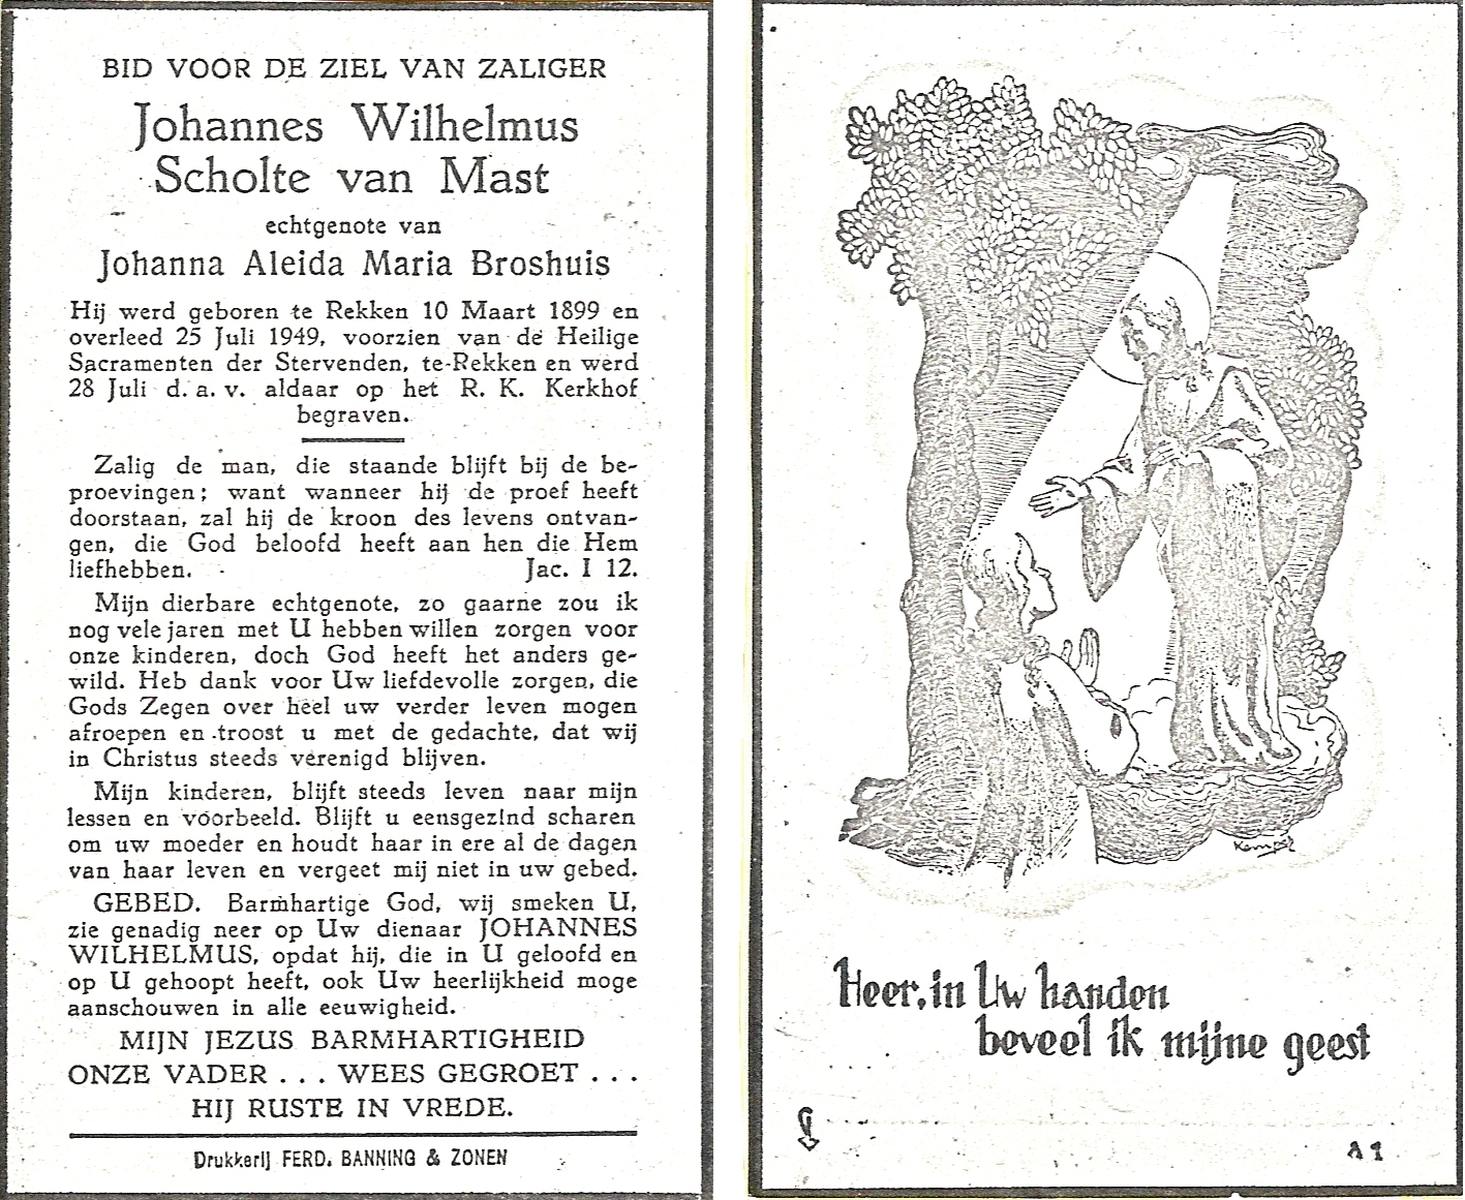 BID VOOR DE ZIEL VAN ZALIGER
Johannes Wilhelmus
Scholte van Mast
echtgenote van
Johanna Aleida Maria Broshuis
Hij werd geboren te Rekken 10 Maart 1899 en
overleed 25 Juli 1949, voorzien van de Heilige
Sacramenten der Stervenden, te Rekken en werd
28 Juli d. a. v. aldaar op het R. K. Kerkhof
begraven.
Zalig de man, die staande blijft bij de be-
proevingen; want wanneer hij de proef heeft
doorstaan, zal hij de kroon des levens ontvan-
gen, die God beloofd heeft aan hen die Hem
liefhebben. Jac. I 12.
Mijn dierbare echtgenote, zo gaarne zou ik
nog vele jaren met U hebben willen zorgen voor
onze kinderen, doch God heeft het anders ge-
wild. Heb dank voor Uw liefdevolle zorgen, die
Gods Zegen over heel uw verder leven mogen
afroepen en troost u met de gedachte, dat wij
in Christus steeds verenigd blijven.
Mijn kinderen, blijft steeds leven naar mijn
lessen en voorbeeld. Blijft u eensgezind scharen
om uw moeder en houdt haar in ere al de dagen
van haar leven en vergeet mij niet in uw gebed.
GEBED. Barmhartige God, wij smeken U,
zie genadig neer op Uw dienaar JOHANNES
WILHELMUS, opdat hij, die in U geloofd en
op U gehoopt heeft, ook Uw heerlijkheid moge
aanschouwen in alle eeuwigheid.
MIJN JEZUS BARMHARTIGHEID
ONZE VADER . . . WEES GEGROET . . .
HIJ RUSTE IN VREDE.
Drukkerij FERD. BANNING & ZONEN
Heer, in Uw handen
beveel ik mijne geest
A 1